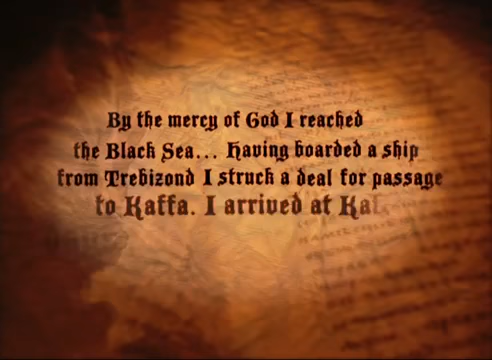 By the mercy of God I reached
the Black Sea... Having boarded a ship
from Trebizond I struck a deal for passage
to Kaffa. I arrived at Kaf